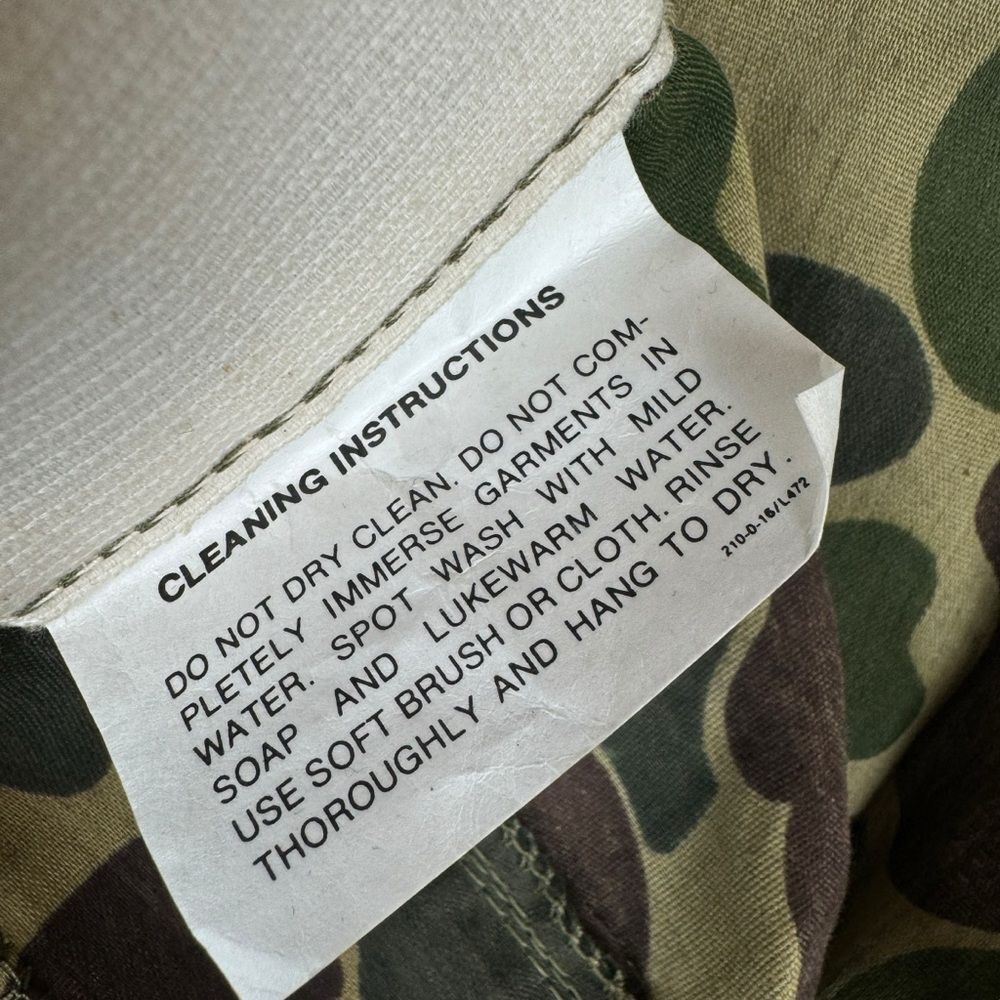 CLEANING INSTRUCTIONS
DO NOT DRY CLEAN. DO NOT COM-
PLETELY IMMERSE GARMENTS IN
WATER. SPOT WASH WITH MILD
SOAP AND LUKEWARM WATER.
USE SOFT BRUSH OR CLOTH. RINSE
THOROUGHLY AND HANG TO DRY.
210-0-16/L472